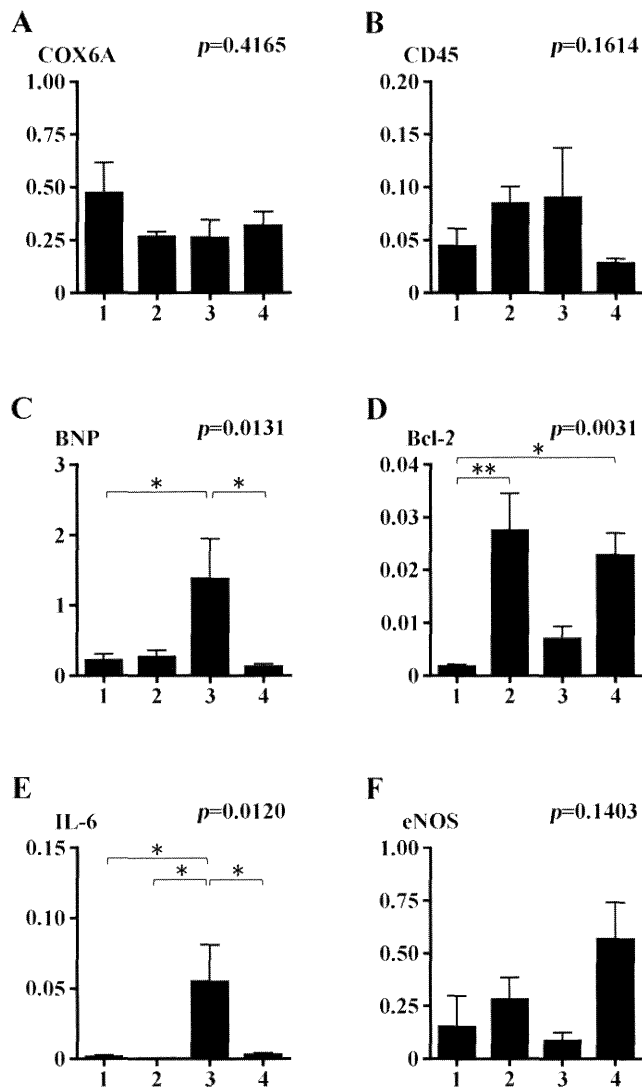 A B
COX6A p=0.4165 CD45 p=0.1614
1.00 0.20
0.75 0.15
0.50 0.10
0.25 0.05
0 0
1 2 3 4 1 2 3 4
C D
BNP p=0.0131 Bcl-2 p=0.0031
3 0.04
* * ** *
2 0.03
0.02
1 0.01
0 0
1 2 3 4 1 2 3 4
E F
IL-6 p=0.0120 eNOS p=0.1403
0.15 1.00
* * *
0.10 0.75
0.50
0.05 0.25
0 0
1 2 3 4 1 2 3 4